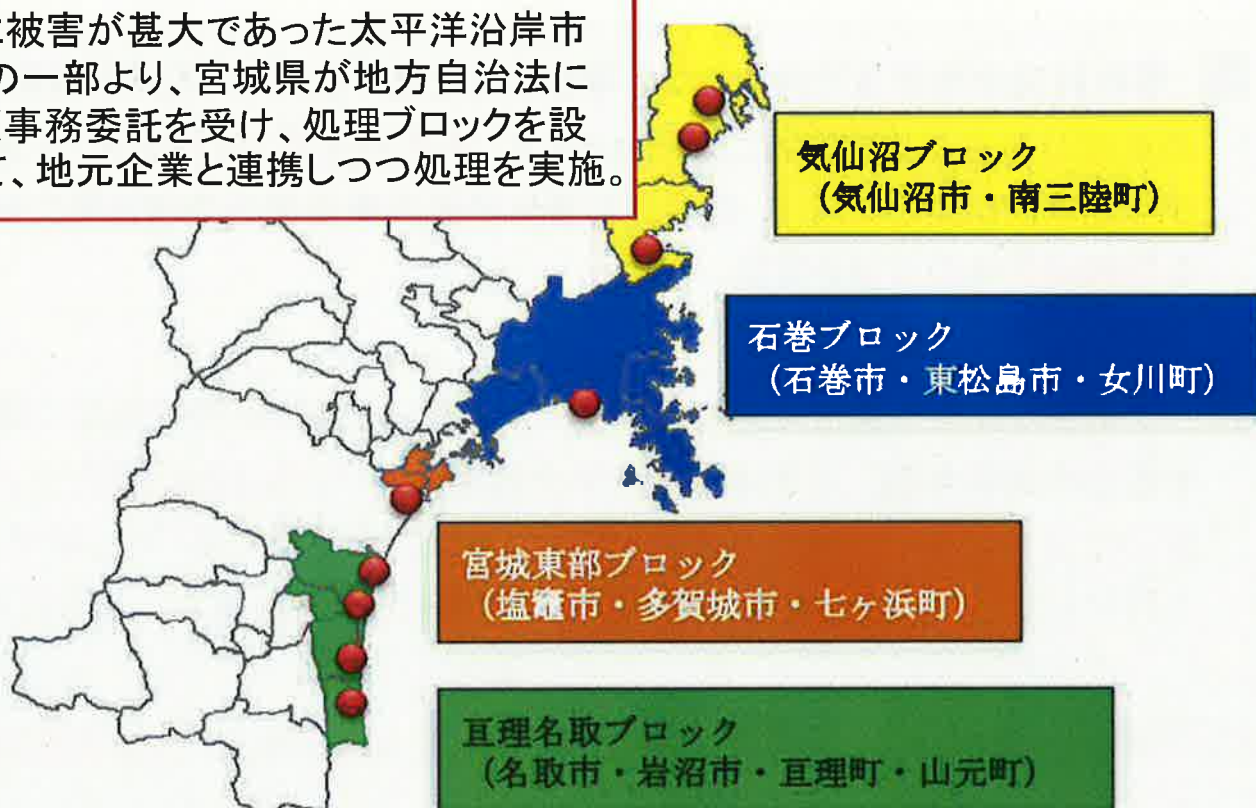 被害が甚大であった太平洋沿岸市
の一部より、宮城県が地方自治法に
事務委託を受け、処理ブロックを設
、地元企業と連携しつつ処理を実施。
気仙沼ブロック
（気仙沼市・南三陸町）
石巻ブロック
（石巻市・東松島市・女川町）
宮城東部ブロック
（塩竈市・多賀城市・七ヶ浜町）
亘理名取ブロック
（名取市・岩沼市・亘理町・山元町）